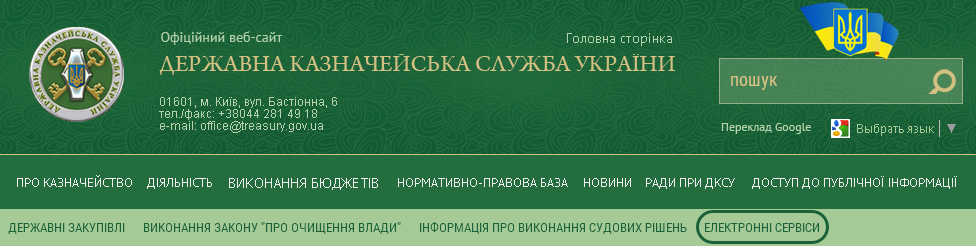 ДЕРЖАВНА КАЗНАЧЕЙСЬКА СЛУЖБА УКРАЇНИ
Офіційний веб-сайт
Головна сторінка
ДЕРЖАВНА КАЗНАЧЕЙСЬКА СЛУЖБА УКРАЇНИ
01601, м. Київ, вул. Бастіонна, 6
тел./факс: +38044 281 49 18
e-mail: office@treasury.gov.ua
пошук
Переклад Google
Выбрать язык
ПРО КАЗНАЧЕЙСТВО ДІЯЛЬНІСТЬ ВИКОНАННЯ БЮДЖЕТІВ НОРМАТИВНО-ПРАВОВА БАЗА НОВИНИ РАДИ ПРИ ДКСУ ДОСТУП ДО ПУБЛІЧНОЇ ІНФОРМАЦІЇ
ДЕРЖАВНІ ЗАКУПІВЛІ ВИКОНАННЯ ЗАКОНУ "ПРО ОЧИЩЕННЯ ВЛАДИ" ІНФОРМАЦІЯ ПРО ВИКОНАННЯ СУДОВИХ РІШЕНЬ ЕЛЕКТРОННІ СЕРВІСИ